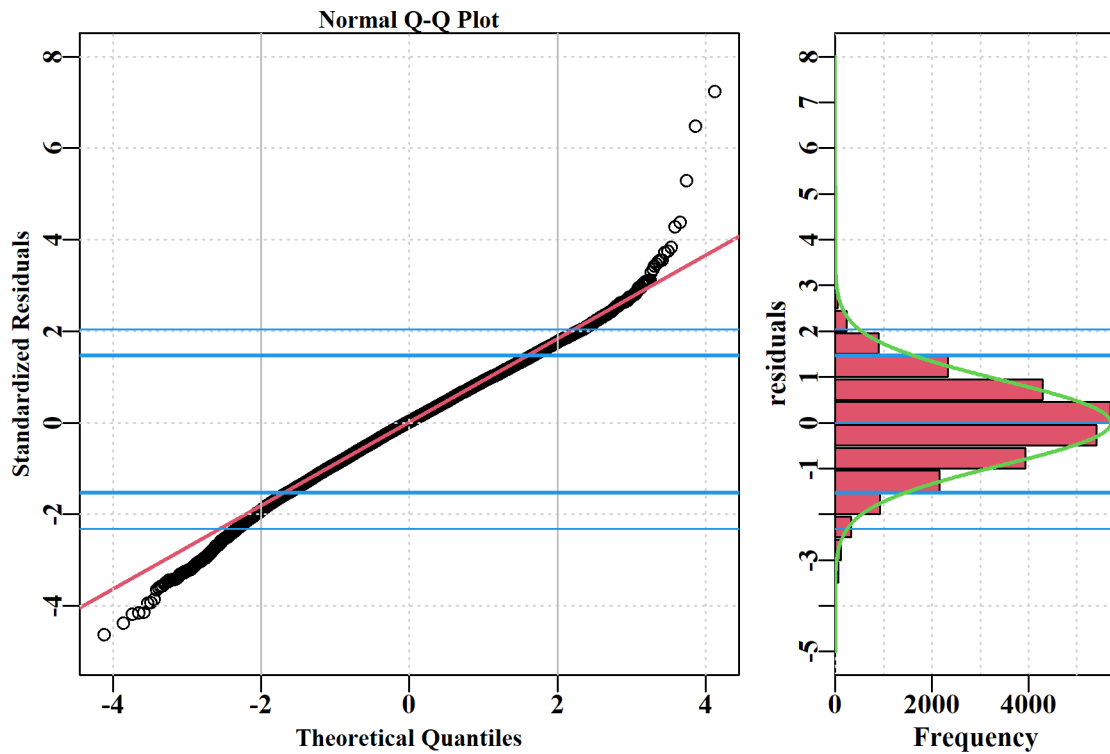 Normal Q-Q Plot
Standardized Residuals
8
6
4
2
0
-2
-4
-4 -2 0 2 4
Theoretical Quantiles
residuals
8
7
6
5
4
3
2
1
0
-1
-3
-5
0 2000 4000
Frequency